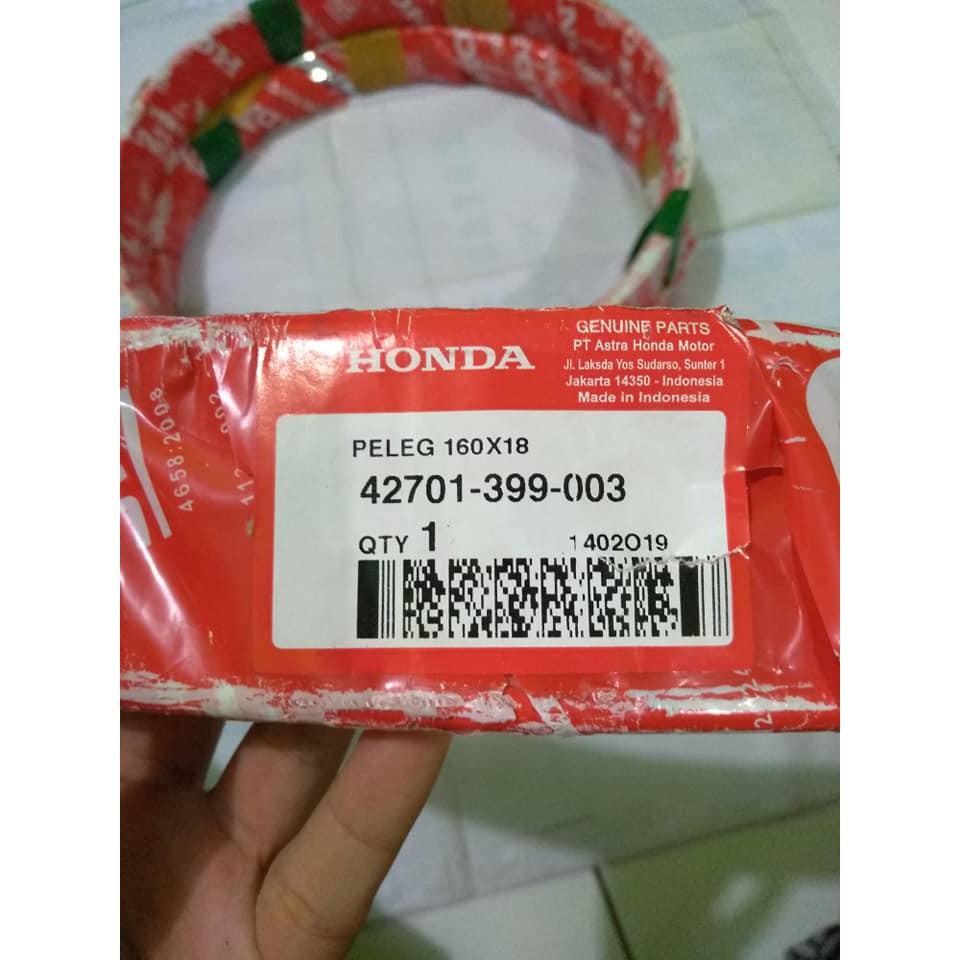 HONDA
GENUINE PARTS
PT Astra Honda Motor
Jl. Laksda Yos Sudarso, Sunter 1
Jakarta 14350 - Indonesia
Made in Indonesia
PELEG 160X18
42701-399-003
QTY 1
1402019
4658:2008